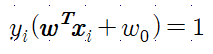 yᵢ(𝒘ᵀ𝒙ᵢ + w₀) = 1